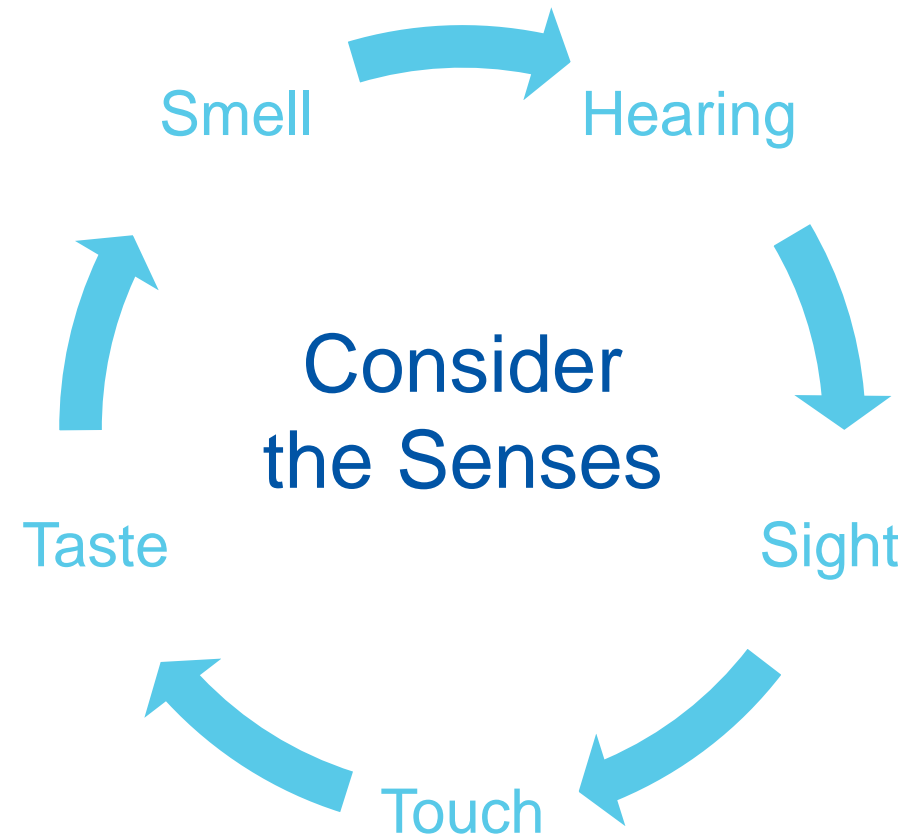 Smell
Hearing
Consider
the Senses
Taste
Sight
Touch